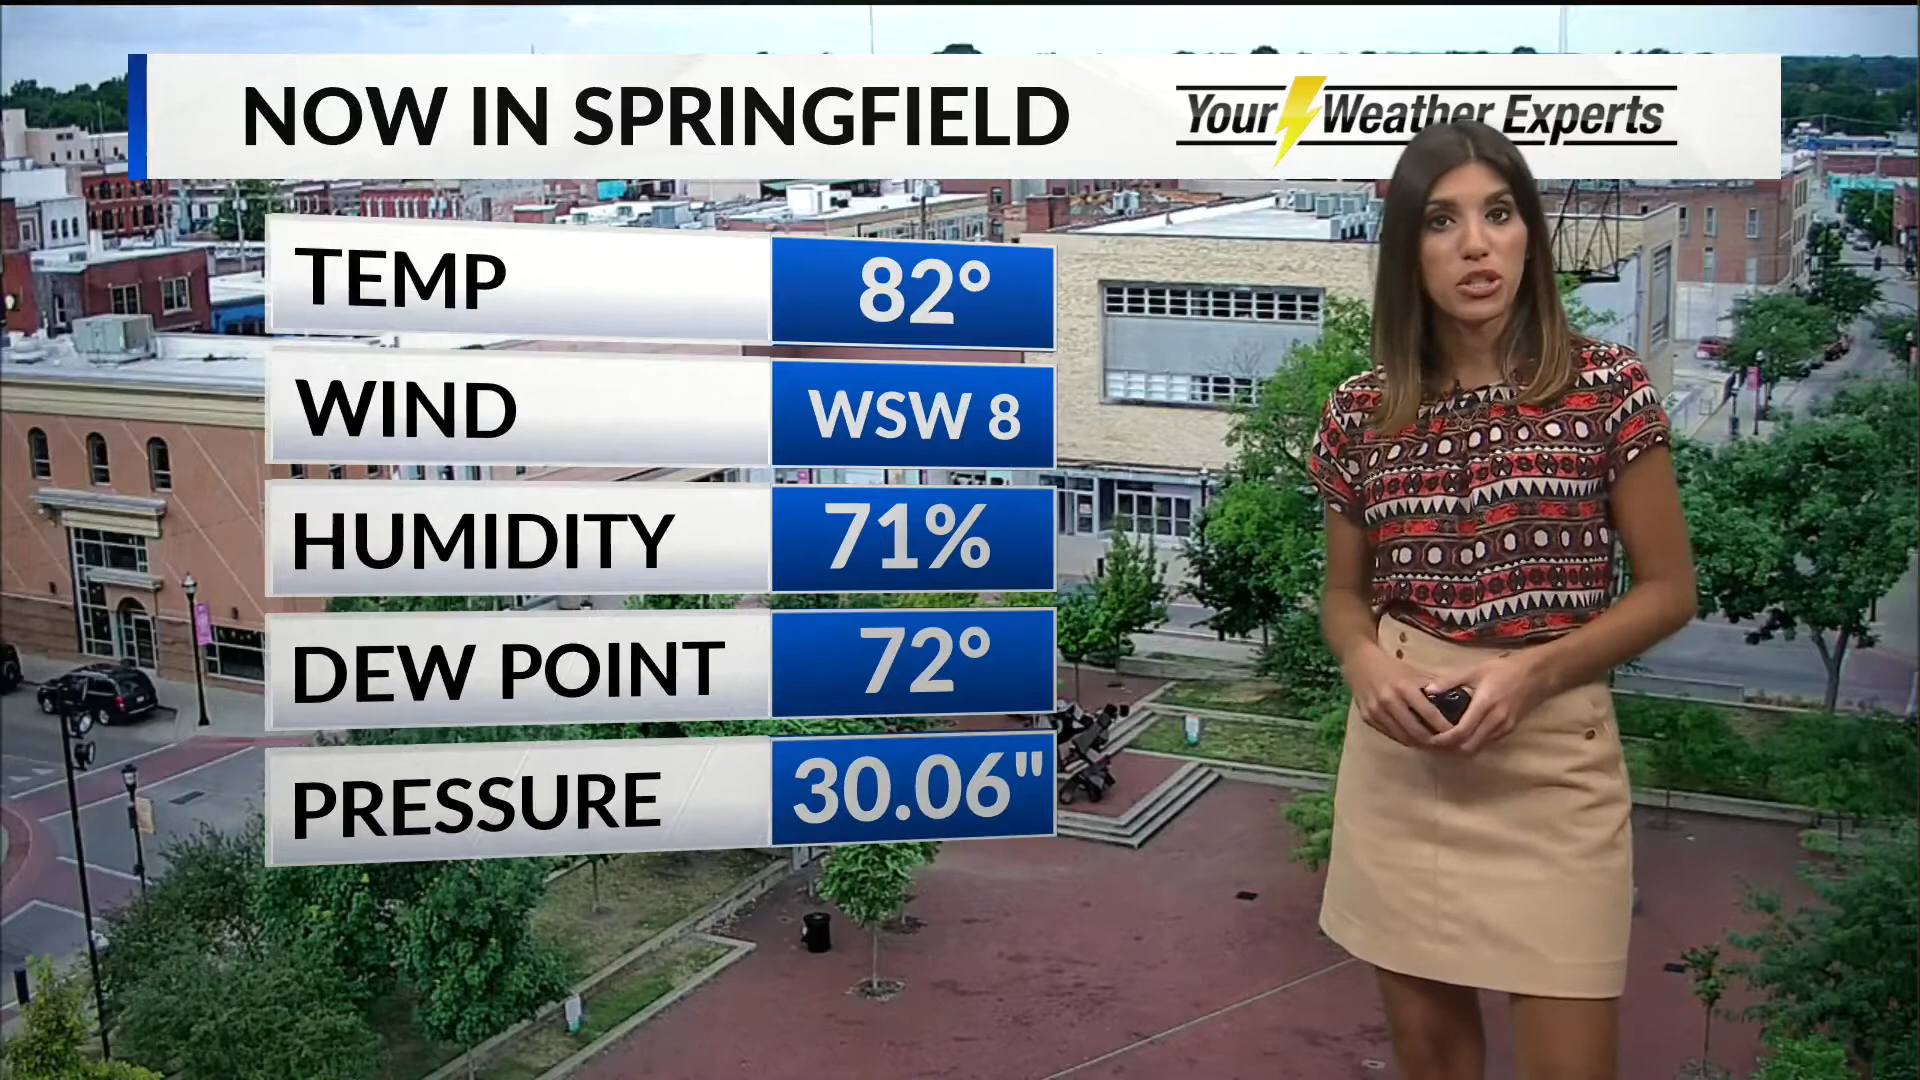 NOW IN SPRINGFIELD
Your Weather Experts
TEMP 82°
WIND WSW 8
HUMIDITY 71%
DEW POINT 72°
PRESSURE 30.06"